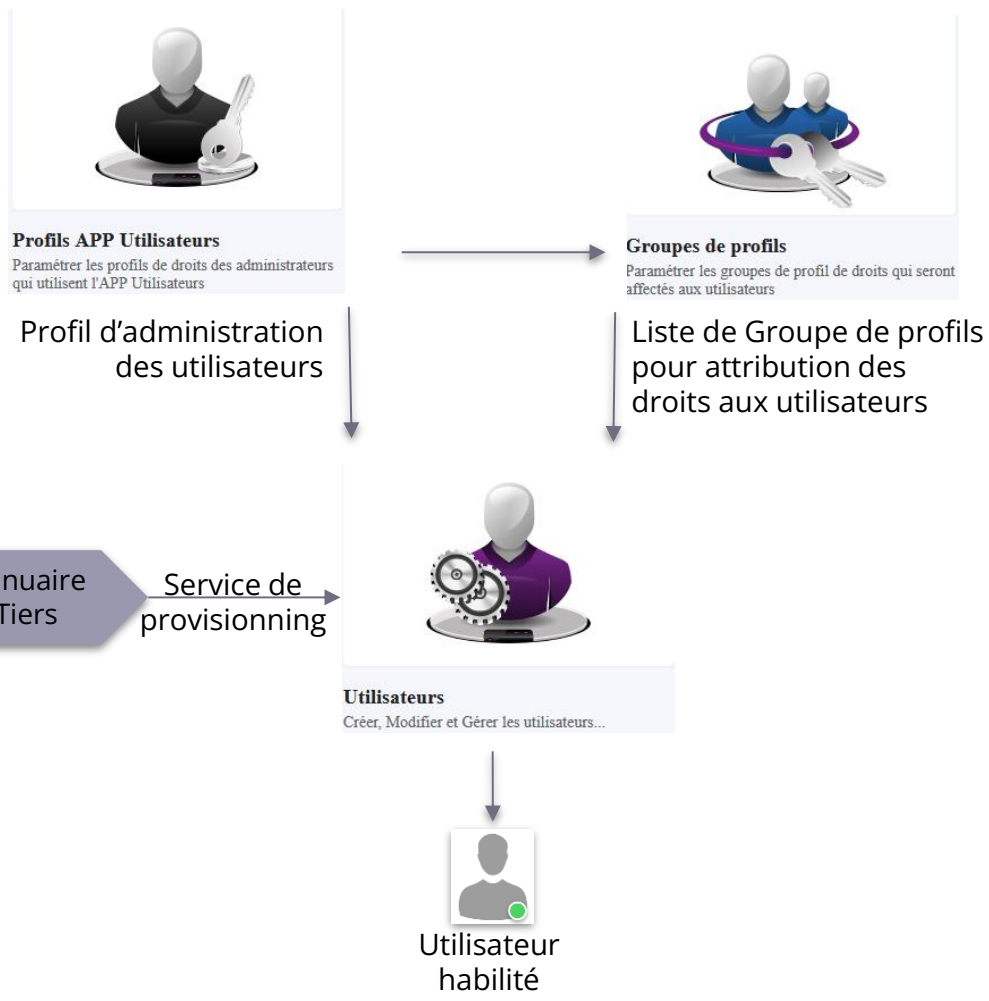 Profils APP Utilisateurs
Paramétrer les profils de droits des administrateurs
qui utilisent l'APP Utilisateurs
Groupes de profils
Paramétrer les groupes de profil de droits qui seront
affectés aux utilisateurs
Profil d’administration
des utilisateurs
Liste de Groupe de profils
pour attribution des
droits aux utilisateurs
nuaire
Tiers
Service de
provisionning
Utilisateurs
Créer, Modifier et Gérer les utilisateurs...
Utilisateur
habilité